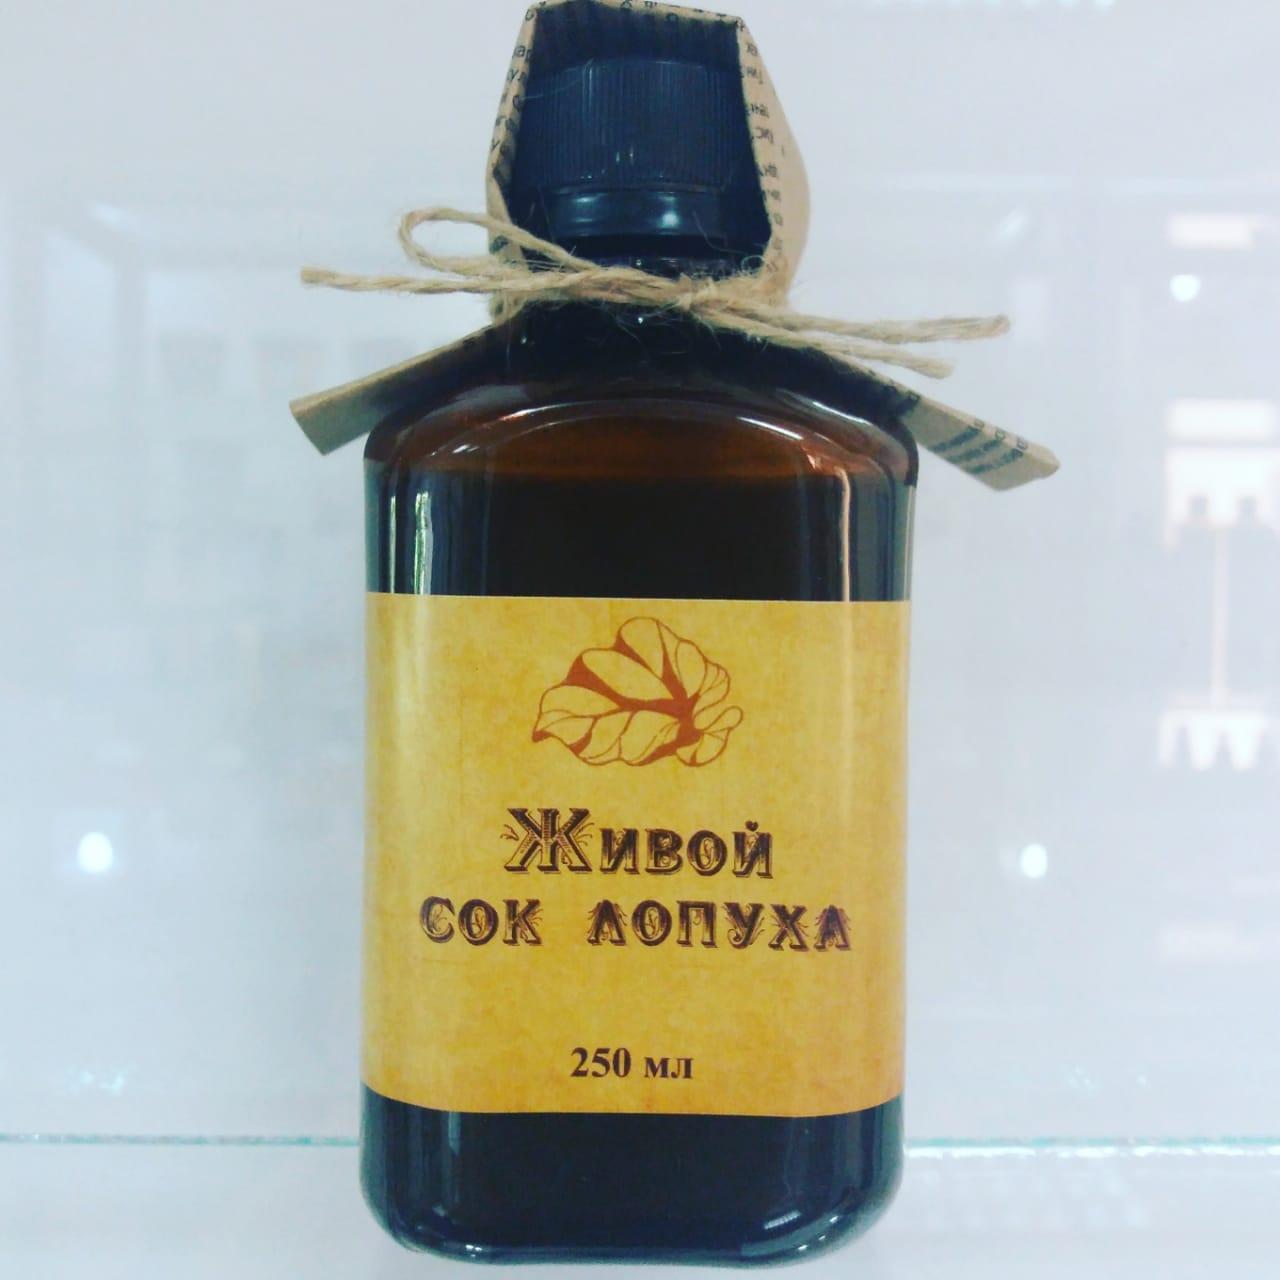 Живой
сок лопуха
250 мл